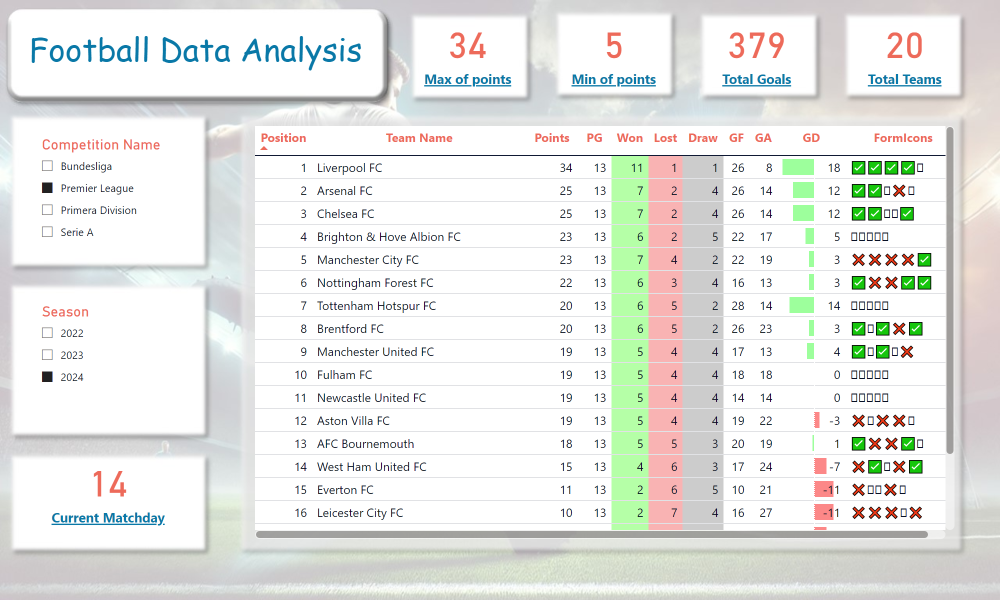 Football Data Analysis
34
Max of points
5
Min of points
379
Total Goals
20
Total Teams
Competition Name
Bundesliga
Premier League
Primera Division
Serie A
Season
2022
2023
2024
14
Current Matchday
Position Team Name Points PG Won Lost Draw GF GA GD FormIcons
1 Liverpool FC 34 13 11 1 1 26 8 18 ✅✅✅✅▯
2 Arsenal FC 25 13 7 2 4 26 14 12 ✅✅▯❌▯
3 Chelsea FC 25 13 7 2 4 26 14 12 ✅✅▯▯✅
4 Brighton & Hove Albion FC 23 13 6 2 5 22 17 5 ▯▯▯▯▯
5 Manchester City FC 23 13 7 4 2 22 19 3 ❌❌❌❌✅
6 Nottingham Forest FC 22 13 6 3 4 16 13 3 ✅❌❌✅✅
7 Tottenham Hotspur FC 20 13 6 5 2 28 14 14 ▯▯▯▯▯
8 Brentford FC 20 13 6 5 2 26 23 3 ✅▯✅❌✅
9 Manchester United FC 19 13 5 4 4 17 13 4 ✅▯✅▯❌
10 Fulham FC 19 13 5 4 4 18 18 0 ▯▯▯▯▯
11 Newcastle United FC 19 13 5 4 4 14 14 0 ▯▯▯▯▯
12 Aston Villa FC 19 13 5 4 4 19 22 -3 ❌▯❌❌▯
13 AFC Bournemouth 18 13 5 5 3 20 19 1 ✅❌❌✅▯
14 West Ham United FC 15 13 4 6 3 17 24 -7 ❌✅▯❌✅
15 Everton FC 11 13 2 6 5 10 21 -11 ❌▯▯❌▯
16 Leicester City FC 10 13 2 7 4 16 27 -11 ❌❌❌▯❌